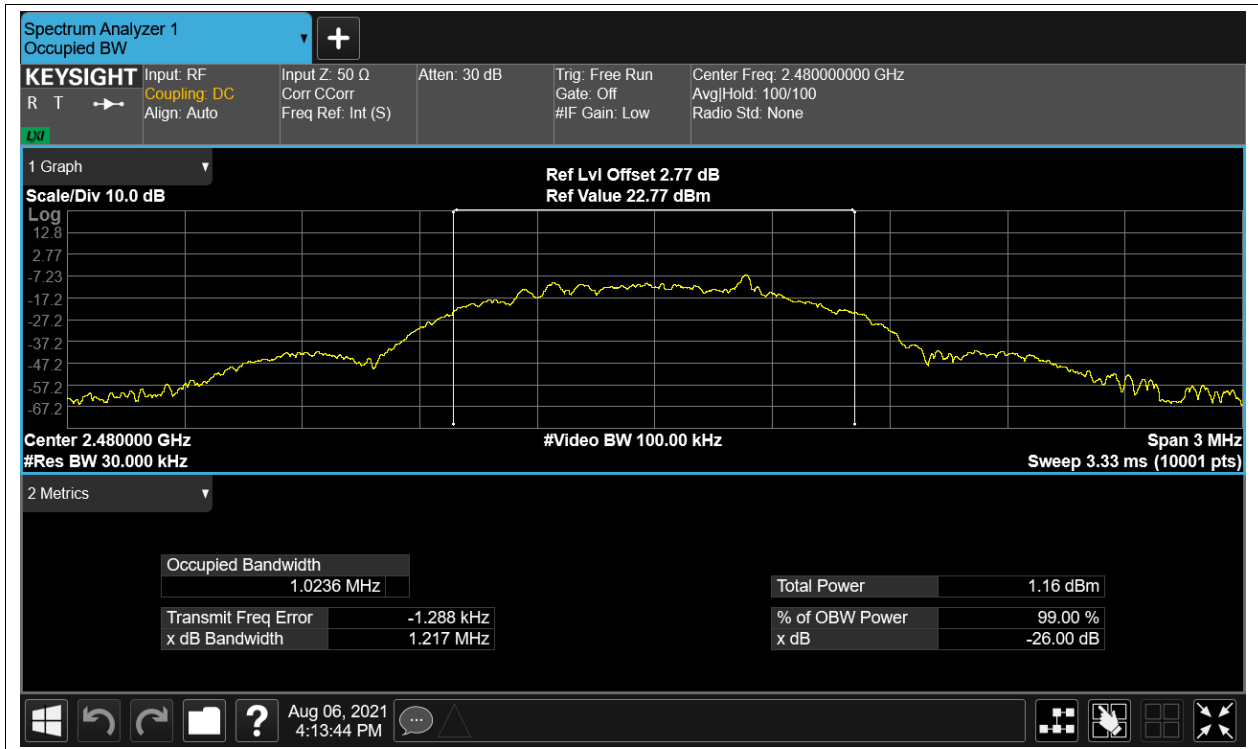 Spectrum Analyzer 1
Occupied BW
KEYSIGHT Input: RF Input Z: 50 Ω Atten: 30 dB Trig: Free Run Center Freq: 2.480000000 GHz
R T Coupling: DC Corr CCorr Gate: Off Avg|Hold: 100/100
Align: Auto Freq Ref: Int (S) #IF Gain: Low Radio Std: None
LXI
1 Graph
Ref Lvl Offset 2.77 dB
Scale/Div 10.0 dB Ref Value 22.77 dBm
Log
12.8
2.77
-7.23
-17.2
-27.2
-37.2
-47.2
-57.2
-67.2
Center 2.480000 GHz #Video BW 100.00 kHz Span 3 MHz
#Res BW 30.000 kHz Sweep 3.33 ms (10001 pts)
2 Metrics
Occupied Bandwidth
1.0236 MHz Total Power 1.16 dBm
Transmit Freq Error -1.288 kHz % of OBW Power 99.00 %
x dB Bandwidth 1.217 MHz x dB -26.00 dB
? Aug 06, 2021
4:13:44 PM